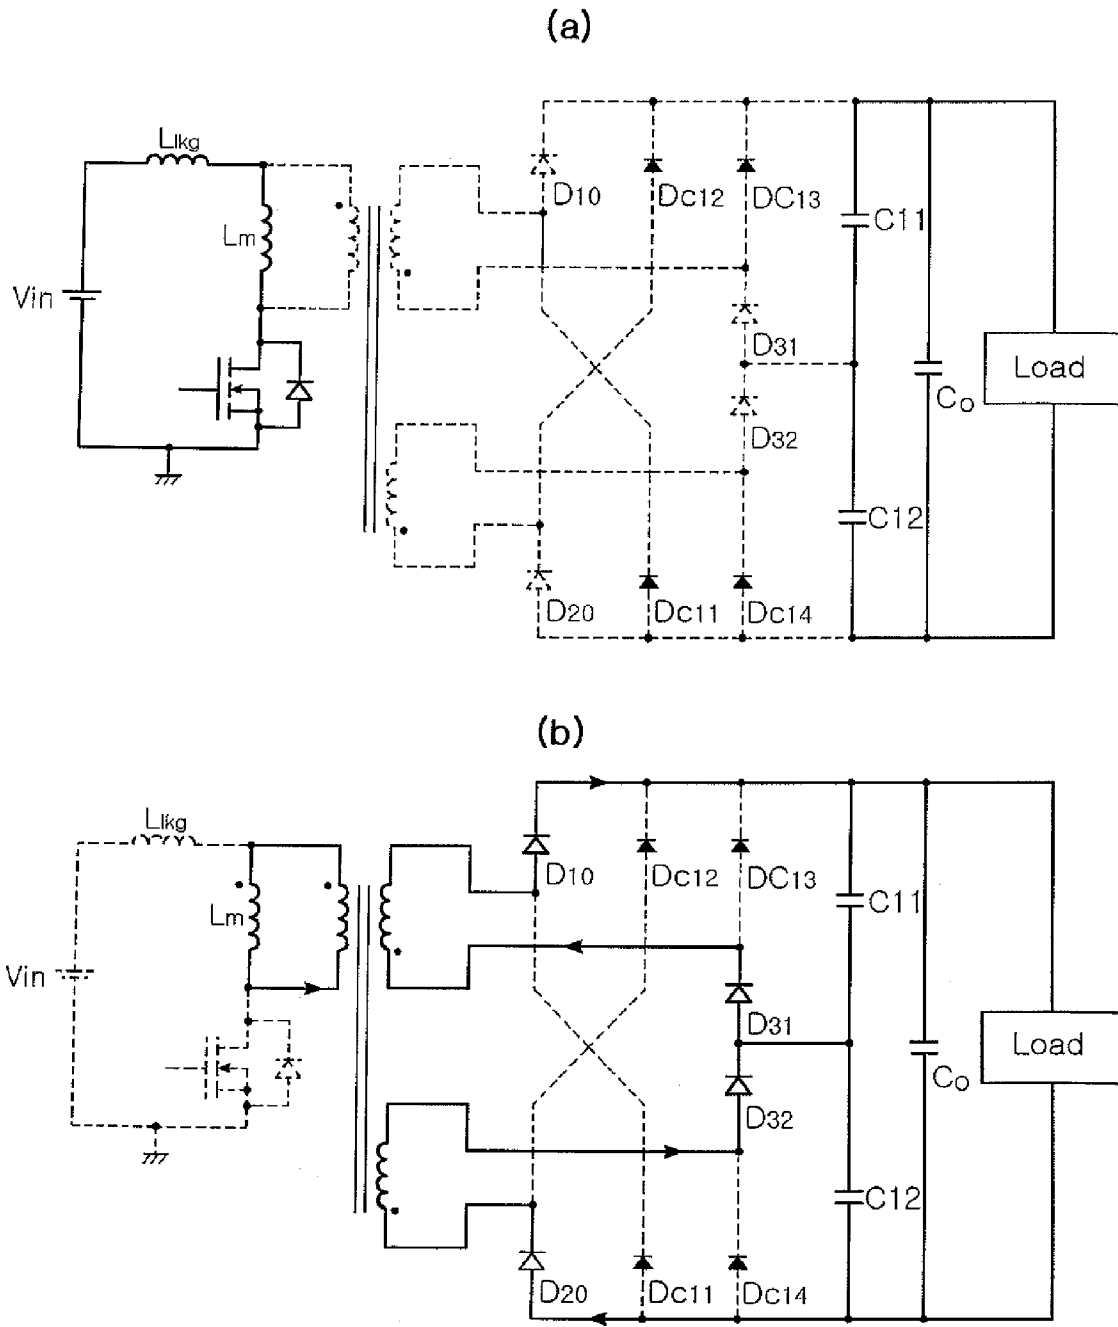 (a)
Llkg
D10
Dc12
DC13
C11
Lm
Vin
D31
Load
Co
D32
C12
D20
Dc11
Dc14
(b)
Llkg
D10
Dc12
DC13
C11
Lm
Vin
D31
Load
Co
D32
C12
D20
Dc11
Dc14